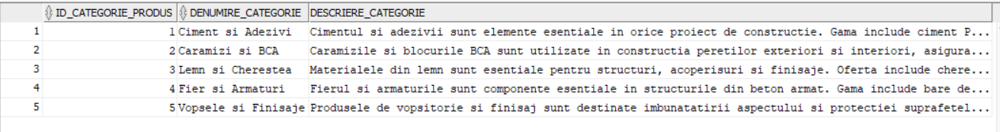 ID_CATEGORIE_PRODUS DENUMIRE_CATEGORIE DESCRIERE_CATEGORIE
1 1 Ciment si Adezivi Cimentul si adezivii sunt elemente esentiale in orice proiect de constructie. Gama include ciment P...
2 2 Caramizi si BCA Caramizile si blocurile BCA sunt utilizate in constructia peretilor exteriori si interiori, asigura...
3 3 Lemn si Cherestea Materialele din lemn sunt esentiale pentru structuri, acoperisuri si finisaje. Oferta include chere...
4 4 Fier si Armaturi Fierul si armaturile sunt componente esentiale in structurile din beton armat. Gama include bare de...
5 5 Vopsele si Finisaje Produsele de vopsitorie si finisaj sunt destinate imbunatatirii aspectului si protectiei suprafetel...